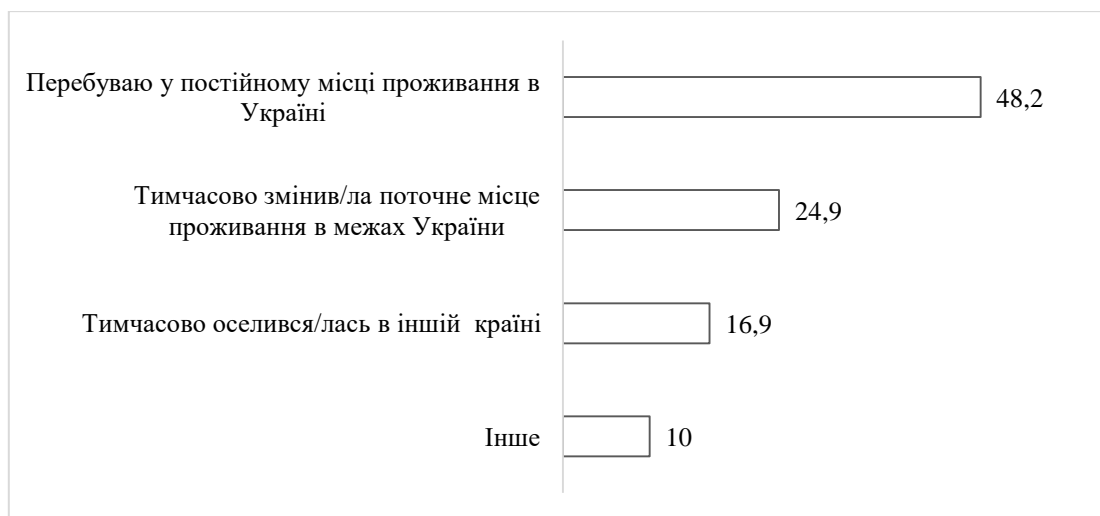 Перебуваю у постійному місці проживання в
Україні
48,2
Тимчасово змінив/ла поточне місце
проживання в межах України
24,9
Тимчасово оселився/лась в іншій країні
16,9
Інше
10